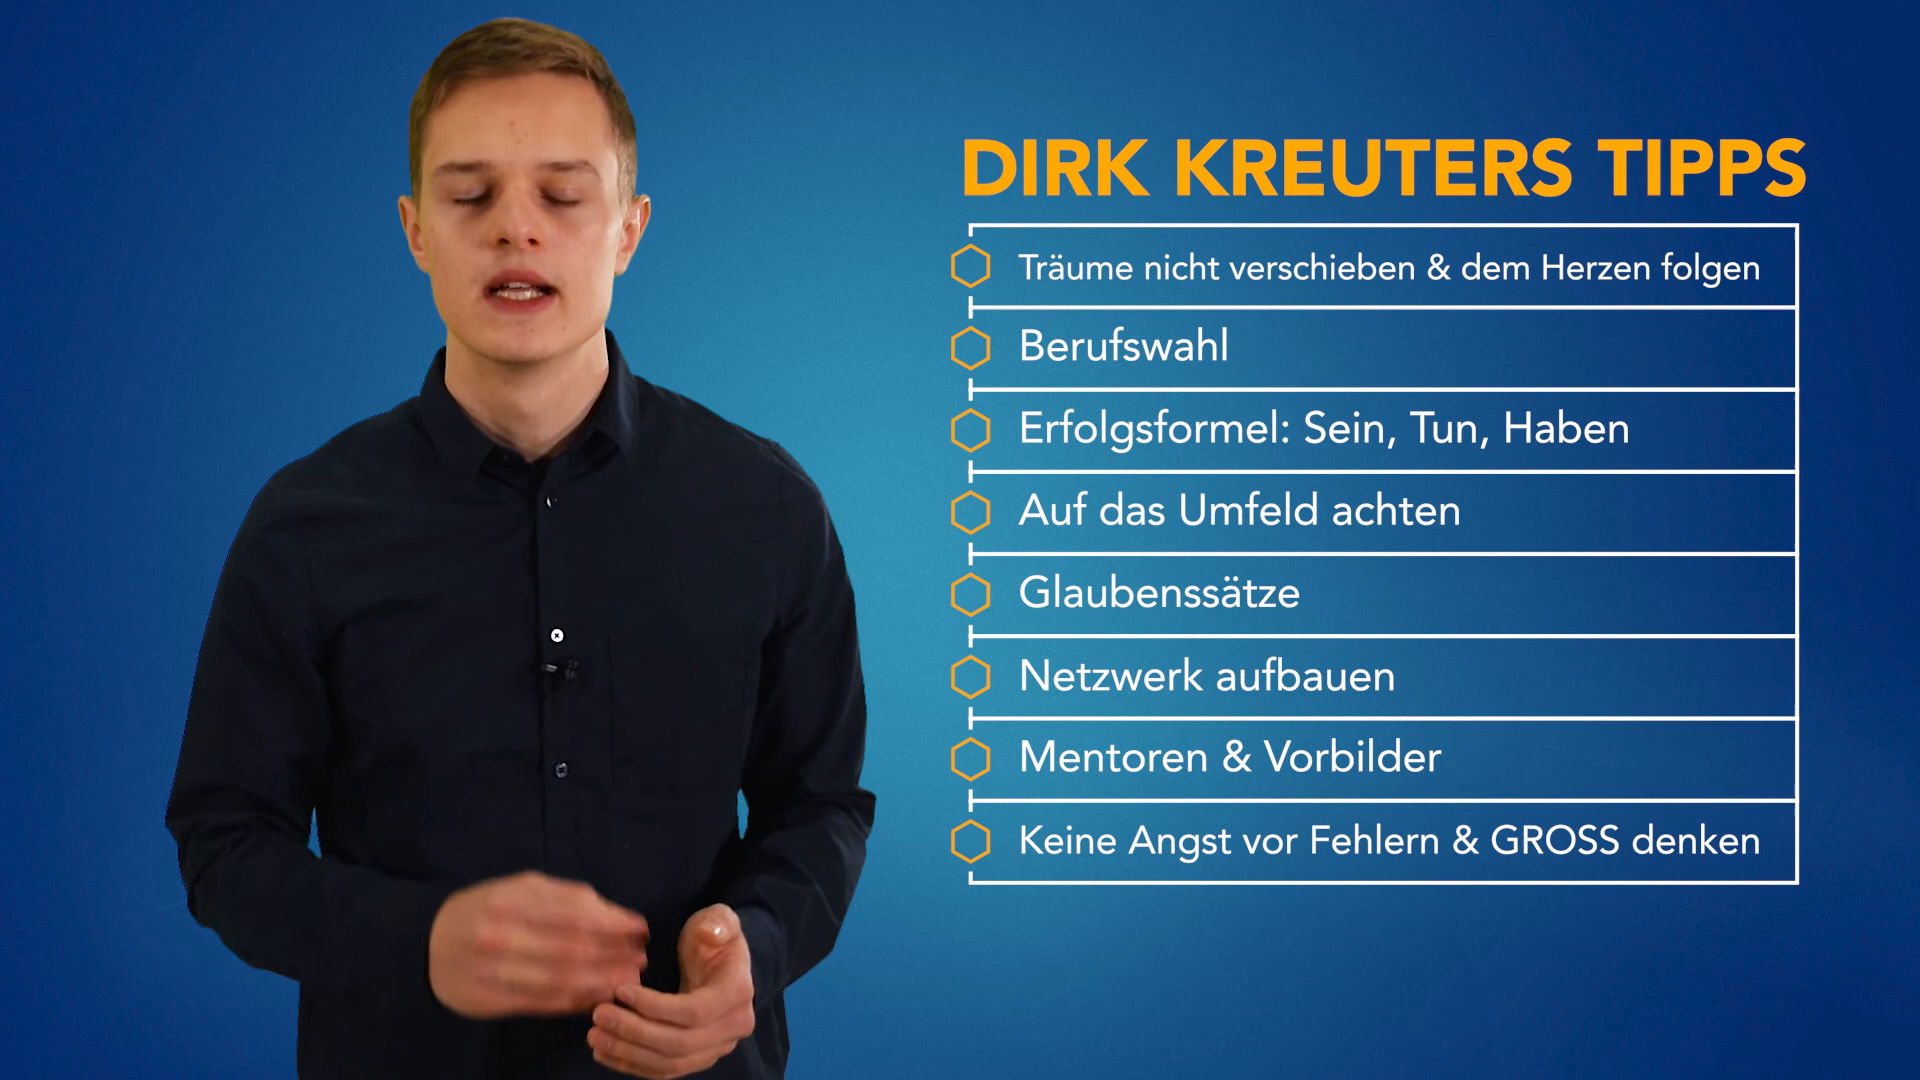 DIRK KREUTERS TIPPS
Träume nicht verschieben & dem Herzen folgen
Berufswahl
Erfolgsformel: Sein, Tun, Haben
Auf das Umfeld achten
Glaubenssätze
Netzwerk aufbauen
Mentoren & Vorbilder
Keine Angst vor Fehlern & GROSS denken